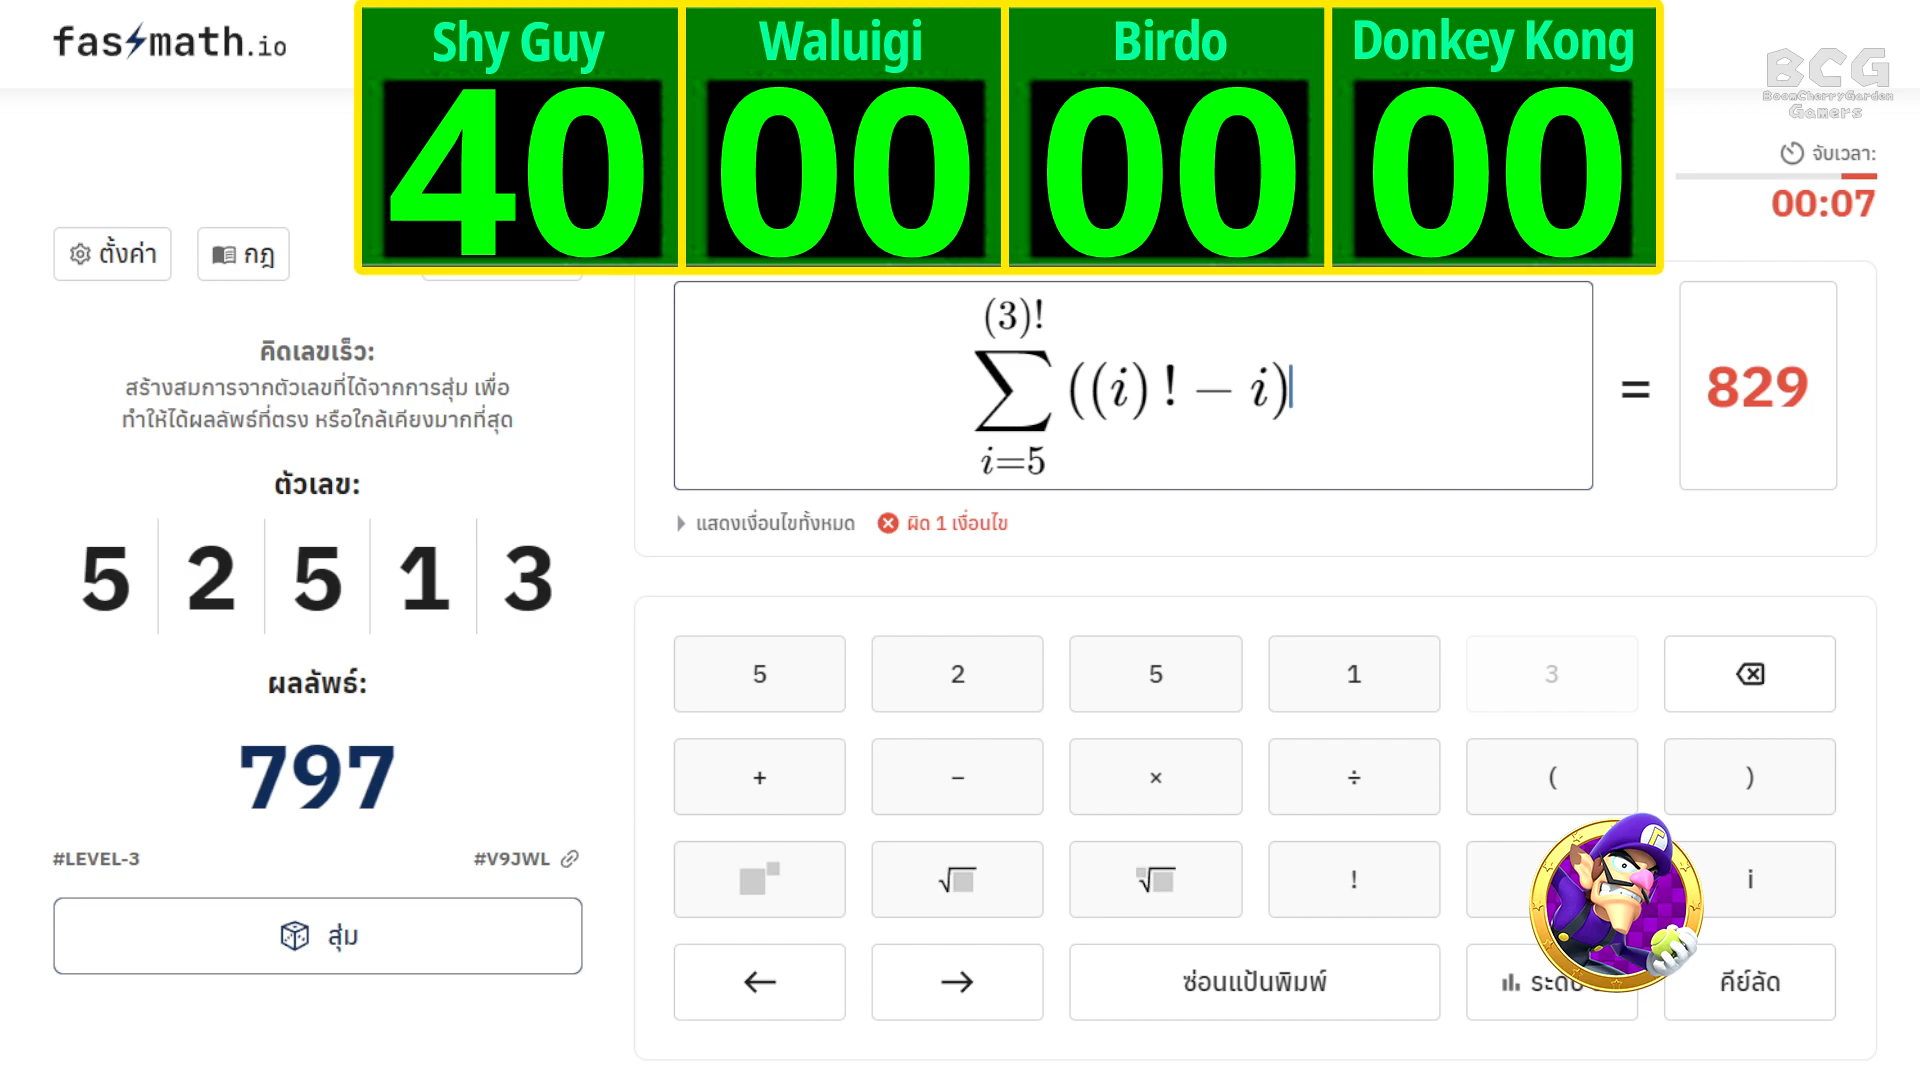 fasmath.io
Shy Guy
Waluigi
Birdo
Donkey Kong
40
00
00
00
BCG
BoomCherryGarden
Gamers
จับเวลา:
00:07
ตั้งค่า
กฎ
คิดเลขเร็ว:
สร้างสมการจากตัวเลขที่ได้จากการสุ่ม เพื่อ
ทำให้ได้ผลลัพธ์ที่ตรง หรือใกล้เคียงมากที่สุด
ตัวเลข:
5 2 5 1 3
ผลลัพธ์:
797
#LEVEL-3
#V9JWL
สุ่ม
(3)!
∑ ((i)! − i)
i=5
= 829
แสดงเงื่อนไขทั้งหมด
ผิด 1 เงื่อนไข
5 2 5 1 3
+ − × ÷ ( )
√ √ ! i
← → ซ่อนแป้นพิมพ์
คีย์ลัด